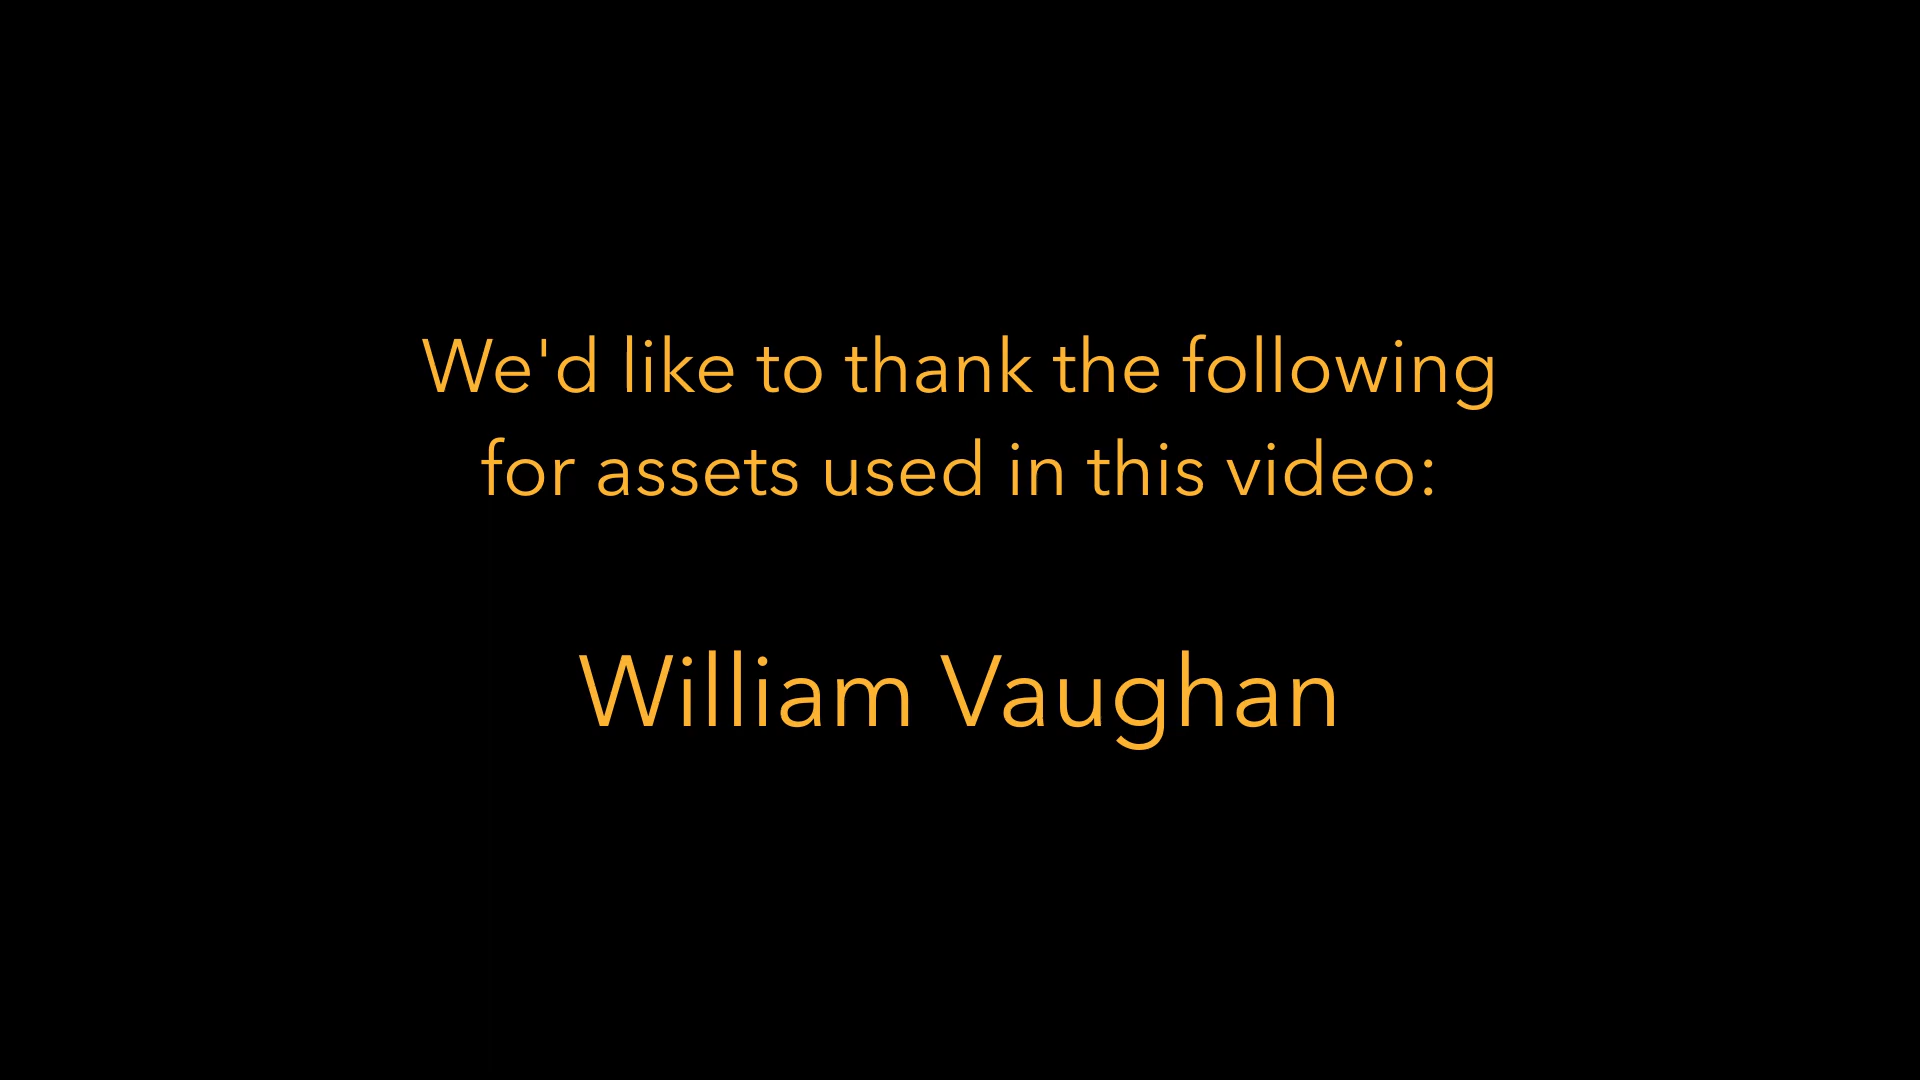 We'd like to thank the following
for assets used in this video:
William Vaughan